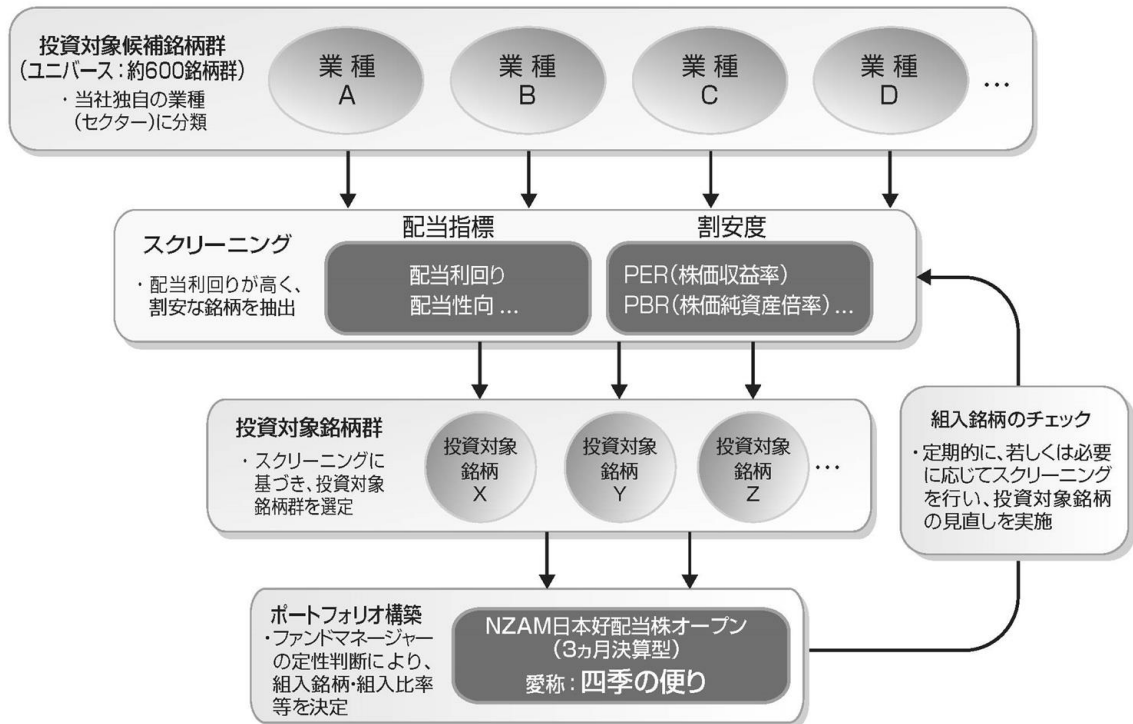 投資対象候補銘柄群
(ユニバース：約600銘柄群)
・当社独自の業種
(セクター)に分類
業種
A
業種
B
業種
C
業種
D
…
スクリーニング
・配当利回りが高く、
割安な銘柄を抽出
配当指標
配当利回り
配当性向…
割安度
PER(株価収益率)
PBR(株価純資産倍率)…
投資対象銘柄群
・スクリーニングに
基づき、投資対象
銘柄群を選定
投資対象
銘柄
X
投資対象
銘柄
Y
投資対象
銘柄
Z
…
組入銘柄のチェック
・定期的に、若しくは必要
に応じてスクリーニング
を行い、投資対象銘柄
の見直しを実施
ポートフォリオ構築
・ファンドマネージャー
の定性判断により、
組入銘柄・組入比率
等を決定
NZAM日本好配当株オープン
(3ヵ月決算型)
愛称：四季の便り